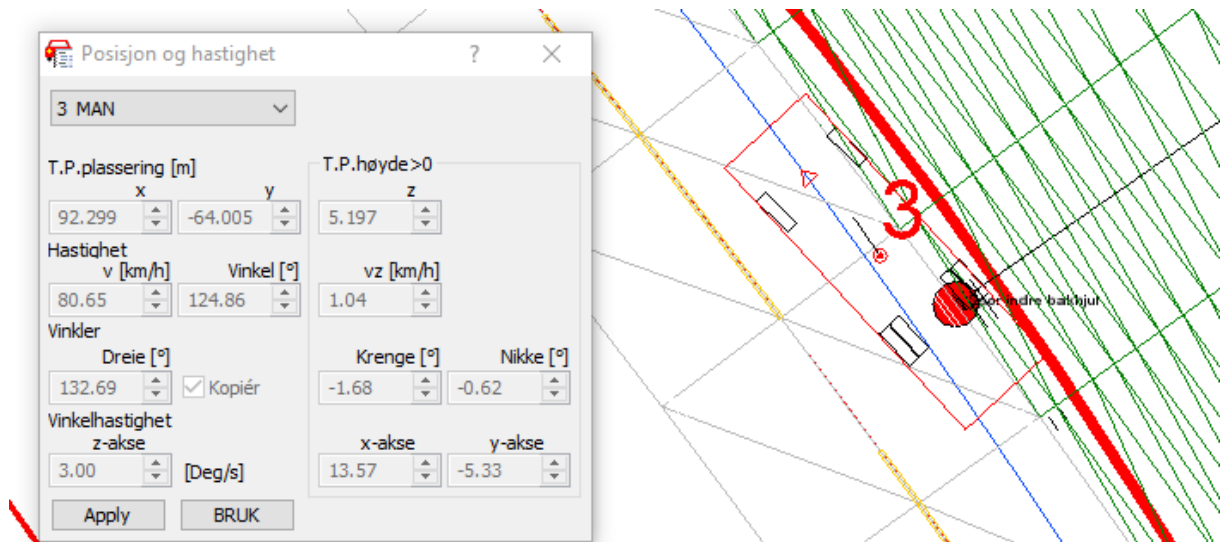 Posisjon og hastighet ?
3 MAN
T.P.plassering [m]
x y
92.299 -64.005
Hastighet
v [km/h] Vinkel [°]
80.65 124.86
Vinkler
Dreie [°]
132.69 Kopiér
Vinkelhastighet
z-akse
3.00 [Deg/s]
Apply BRUK
T.P.høyde>0
z
5.197
vz [km/h]
1.04
Krenge [°] Nikke [°]
-1.68 -0.62
x-akse y-akse
13.57 -5.33
3
indre bakhjul